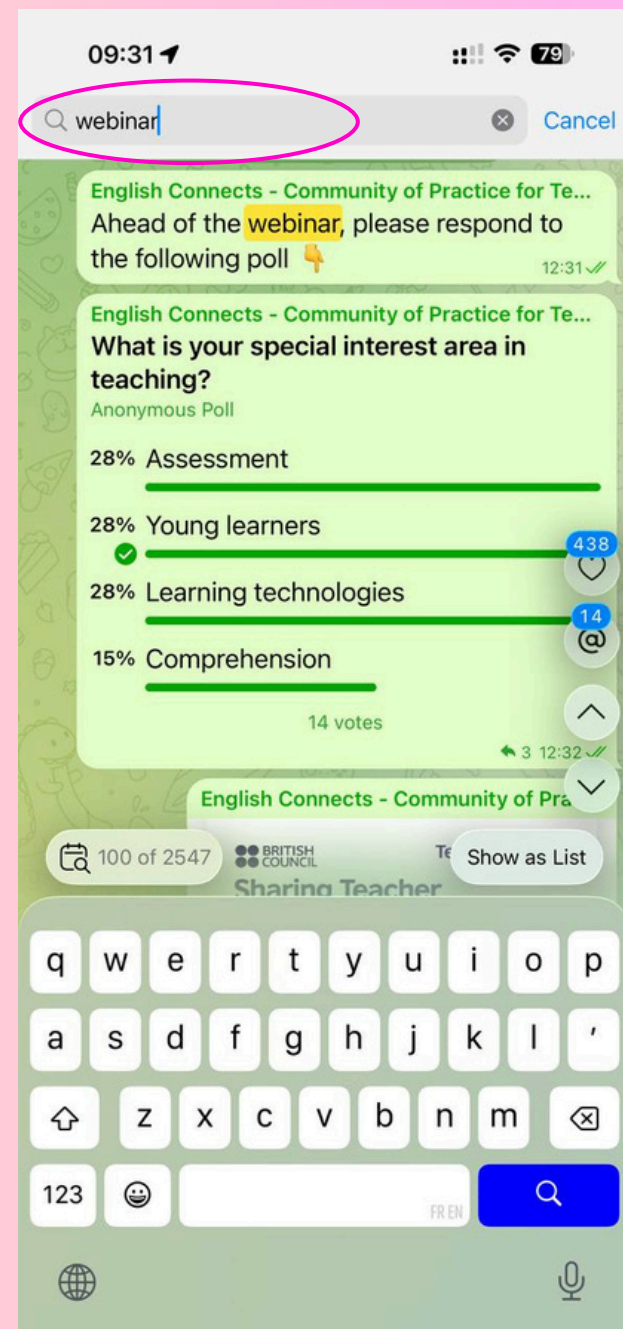 09:31
79
webinar
Cancel
English Connects - Community of Practice for Te...
Ahead of the webinar, please respond to
the following poll 👇
12:31
English Connects - Community of Practice for Te...
What is your special interest area in
teaching?
Anonymous Poll
28% Assessment
28% Young learners
438
28% Learning technologies
14
@
15% Comprehension
14 votes
3 12:32
English Connects - Community of Pra
100 of 2547
BRITISH
COUNCIL
Te
Show as List
Sharing Teacher
q w e r t y u i o p
a s d f g h j k l ′
z x c v b n m
123
FR EN